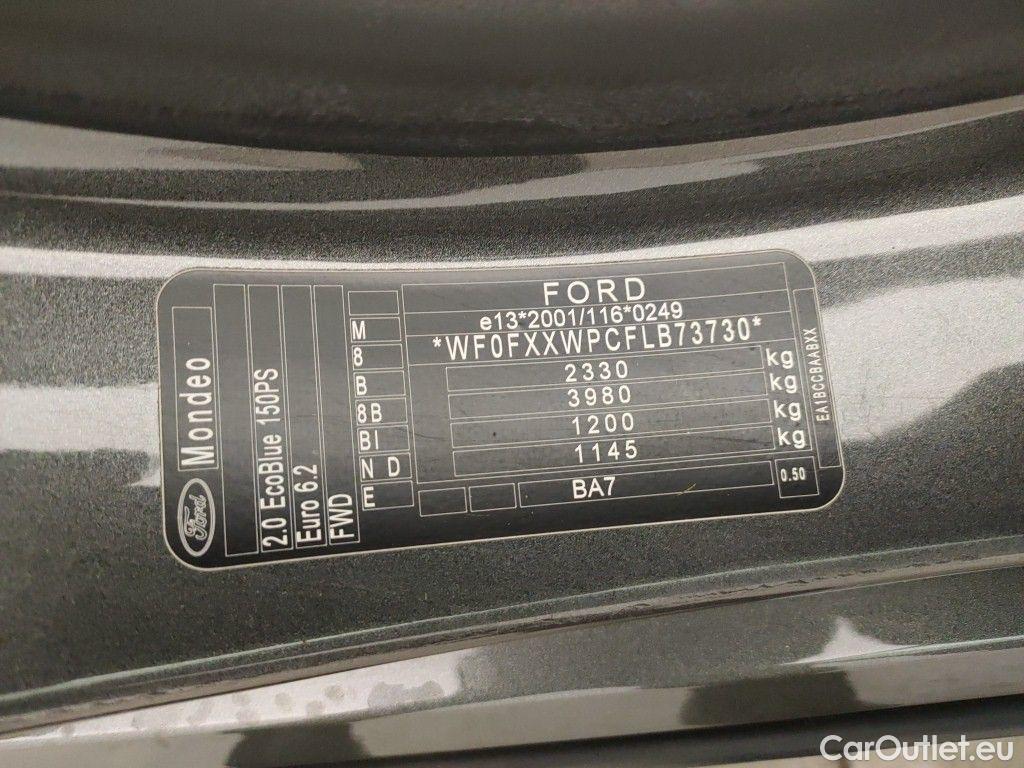 FORD
e13*2001/116*0249
*WF0FXXWPCFLB73730*
2330 kg
3980 kg
1200 kg
1145 kg
BA7
0.50
EA1BCCBAABXX
M
8
B
8B
BI
N D
E
Ford
Mondeo
2.0 EcoBlue 150PS
Euro 6.2
FWD
CarOutlet.eu